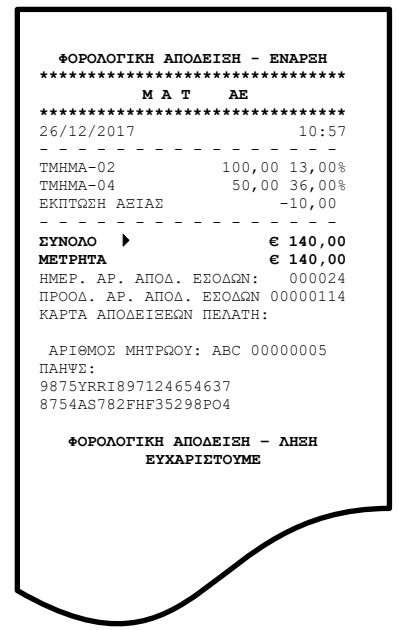 ΦΟΡΟΛΟΓΙΚΗ ΑΠΟΔΕΙΞΗ - ΕΝΑΡΞΗ
********************************
Μ Α Τ ΑΕ
********************************
26/12/2017 10:57
- - - - - - - - - - - - - - - -
ΤΜΗΜΑ-02 100,00 13,00%
ΤΜΗΜΑ-04 50,00 36,00%
ΕΚΠΤΩΣΗ ΑΞΙΑΣ -10,00
- - - - - - - - - - - - - - - -
ΣΥΝΟΛΟ € 140,00
ΜΕΤΡΗΤΑ € 140,00
ΗΜΕΡ. ΑΡ. ΑΠΟΔ. ΕΣΟΔΩΝ: 000024
ΠΡΟΟΔ. ΑΡ. ΑΠΟΔ. ΕΣΟΔΩΝ 00000114
ΚΑΡΤΑ ΑΠΟΔΕΙΞΕΩΝ ΠΕΛΑΤΗ:
ΑΡΙΘΜΟΣ ΜΗΤΡΩΟΥ: ABC 00000005
ΠΑΗΨΣ:
9875YRRI897124654637
8754AS782FHF35298PO4
ΦΟΡΟΛΟΓΙΚΗ ΑΠΟΔΕΙΞΗ – ΛΗΞΗ
ΕΥΧΑΡΙΣΤΟΥΜΕ